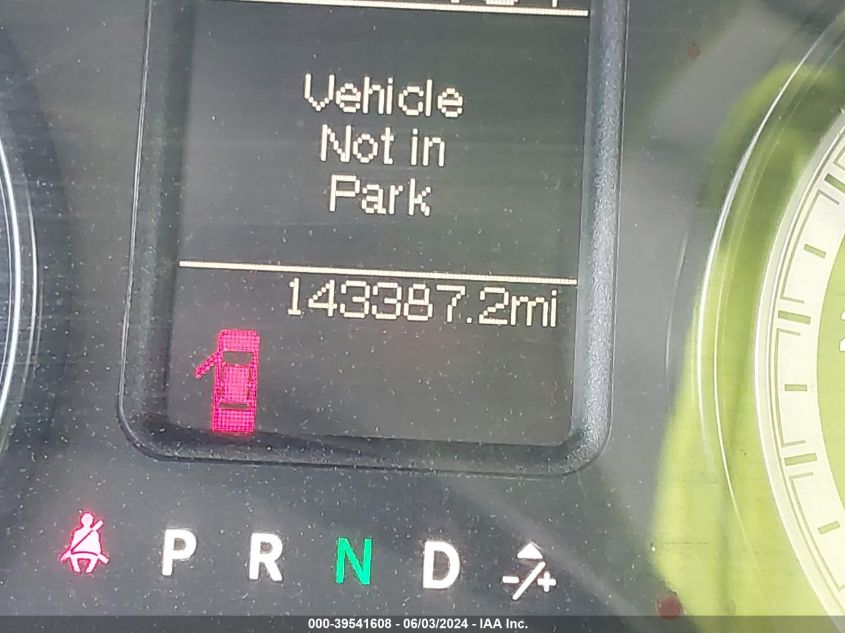 Vehicle
Not in
Park
143387.2mi
P R N D -/+
000-39541608 - 06/03/2024 - IAA Inc.